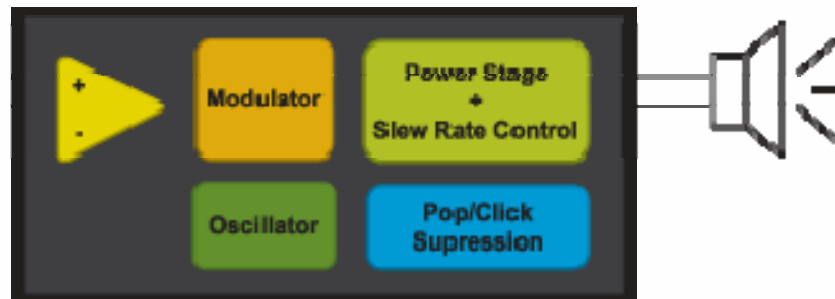 +
-
Modulator
Power Stage
+
Slew Rate Control
Oscillator
Pop/Click
Supression